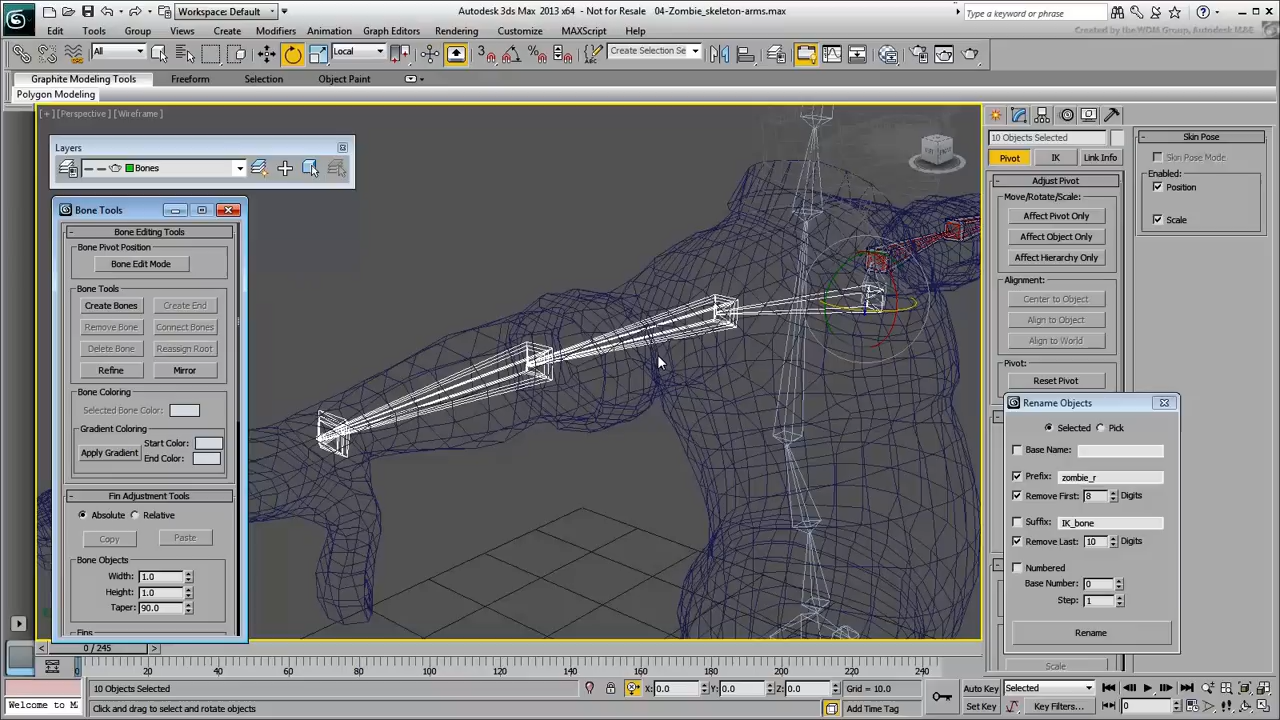 Workspace: Default
Autodesk 3ds Max 2013 x64 - Not for Resale 04-Zombie_skeleton-arms.max
Type a keyword or phrase
Edit Tools Group Views Create Modifiers Animation Graph Editors Rendering Customize MAXScript Help
Created by the WDM Group, Autodesk M&E
All
Local
Create Selection Se
Graphite Modeling Tools Freeform Selection Object Paint
Polygon Modeling
[+] [Perspective] [Wireframe]
Layers
Bones
Bone Tools
Bone Editing Tools
Bone Pivot Position
Bone Edit Mode
Bone Tools:
Create Bones Create End
Remove Bone Connect Bones
Delete Bone Reassign Root
Refine Mirror
Bone Coloring
Selected Bone Color:
Gradient Coloring:
Apply Gradient Start Color:
End Color:
Fin Adjustment Tools
Absolute Relative
Copy Paste
Bone Objects
Width: 1.0
Height: 1.0
Taper: 90.0
Fins
10 Objects Selected
Pivot IK Link Info
Adjust Pivot
Move/Rotate/Scale:
Affect Pivot Only
Affect Object Only
Affect Hierarchy Only
Alignment:
Center to Object
Align to Object
Align to World
Pivot:
Reset Pivot
Skin Pose
Skin Pose Mode
Enabled:
Position
Scale
Rename Objects
Selected Pick
Base Name:
Prefix: zombie_r
Remove First: 8 Digits
Suffix: IK_bone
Remove Last: 10 Digits
Numbered
Base Number: 0
Step: 1
Rename
Scale
0 / 245
20 40 60 80 100 120 140 160 180 200 220 240
10 Objects Selected
X: 0.0 Y: 0.0 Z: 0.0 Grid = 10.0
Auto Key Selected
Welcome to M
Click and drag to select and rotate objects
Add Time Tag
Set Key Key Filters... 0